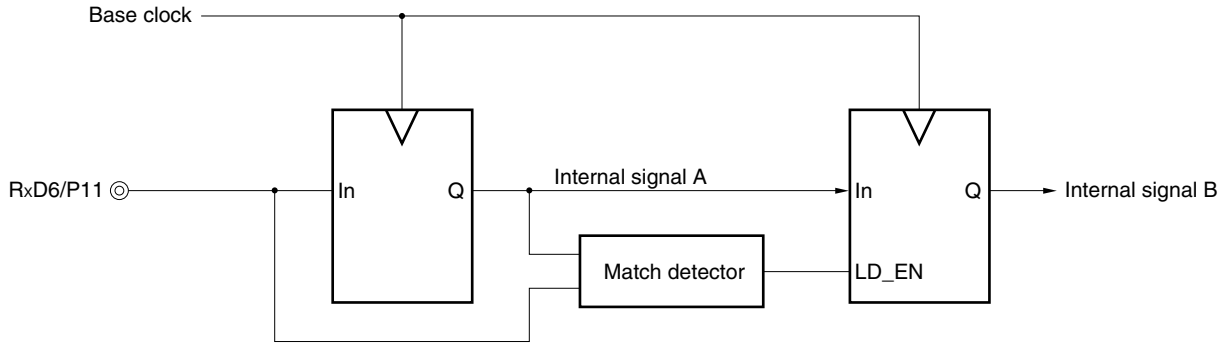 Base clock
RxD6/P11
In
Q
Internal signal A
In
Q
Internal signal B
Match detector
LD_EN